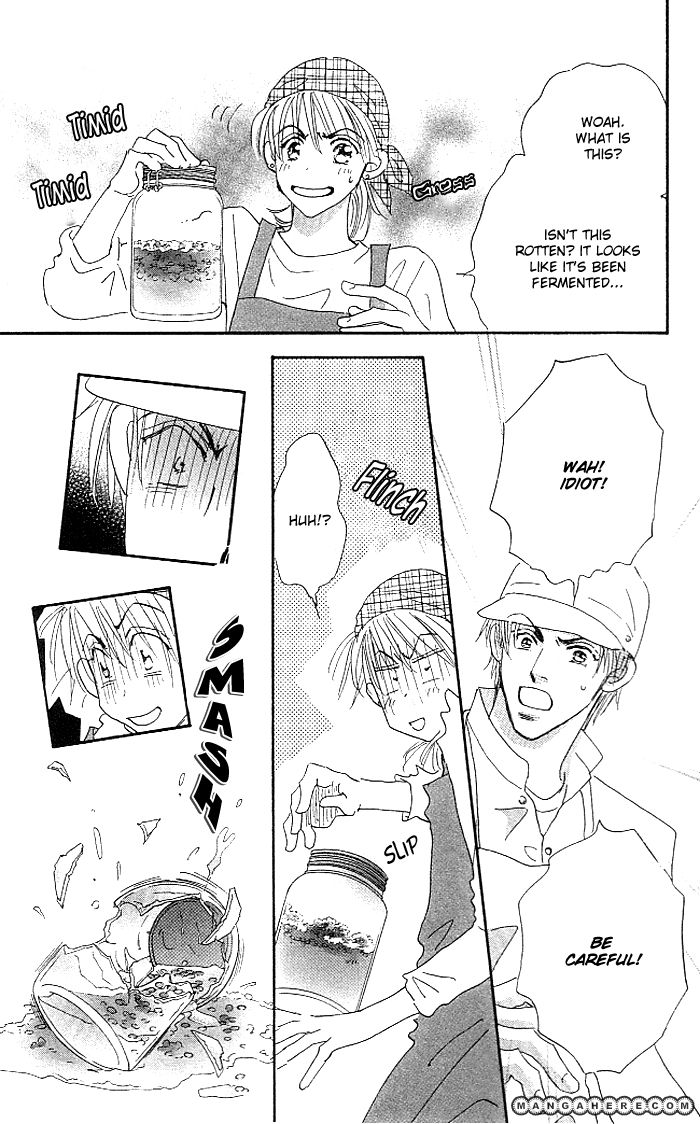 WOAH.
WHAT IS
THIS?
ISN'T THIS
ROTTEN? IT LOOKS
LIKE IT'S BEEN
FERMENTED...
Timid
Timid
Gross
WAH!
IDIOT!
Flinch
HUH!?
BE
CAREFUL!
SLIP
SMASH
MANGAHERE.COM